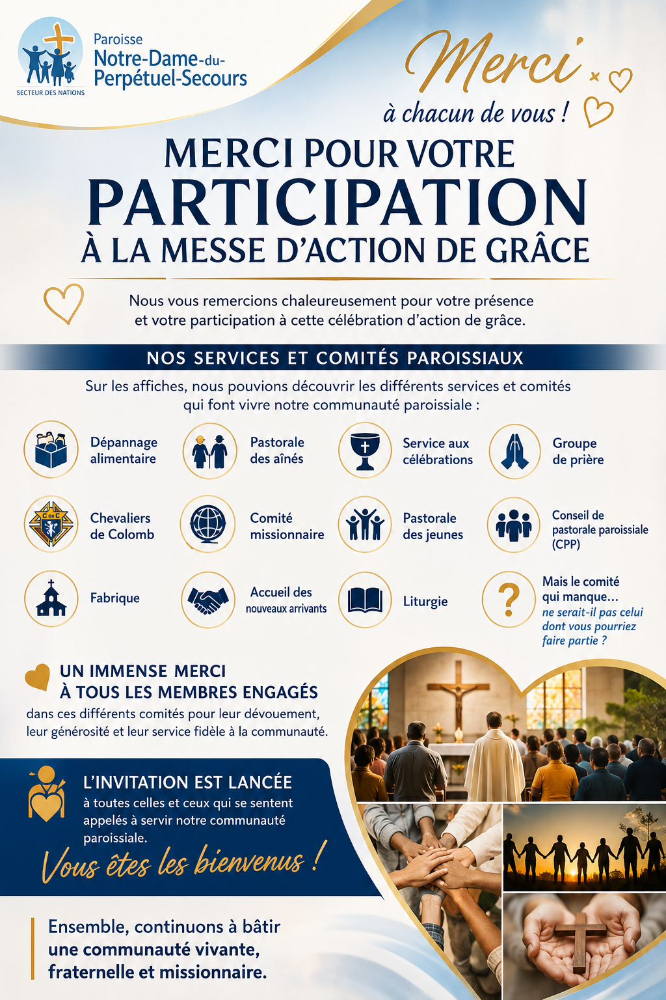 Paroisse
Notre-Dame-du-
Perpétuel-Secours
SECTEUR DES NATIONS
Merci
à chacun de vous !
MERCI POUR VOTRE
PARTICIPATION
À LA MESSE D'ACTION DE GRÂCE
Nous vous remercions chaleureusement pour votre présence
et votre participation à cette célébration d'action de grâce.
NOS SERVICES ET COMITÉS PAROISSIAUX
Sur les affiches, nous pouvions découvrir les différents services et comités
qui font vivre notre communauté paroissiale :
Dépannage
alimentaire
Pastorale
des aînés
Service aux
célébrations
Groupe
de prière
C OF C
Chevaliers
de Colomb
Comité
missionnaire
Pastorale
des jeunes
Conseil de
pastorale paroissiale
(CPP)
Fabrique
Accueil des
nouveaux arrivants
Liturgie
?
Mais le comité
qui manque...
ne serait-il pas celui
dont vous pourriez
faire partie ?
UN IMMENSE MERCI
À TOUS LES MEMBRES ENGAGÉS
dans ces différents comités pour leur dévouement,
leur générosité et leur service fidèle à la communauté.
L'INVITATION EST LANCÉE
à toutes celles et ceux qui se sentent
appelés à servir notre communauté
paroissiale.
Vous êtes les bienvenus !
Ensemble, continuons à bâtir
une communauté vivante,
fraternelle et missionnaire.